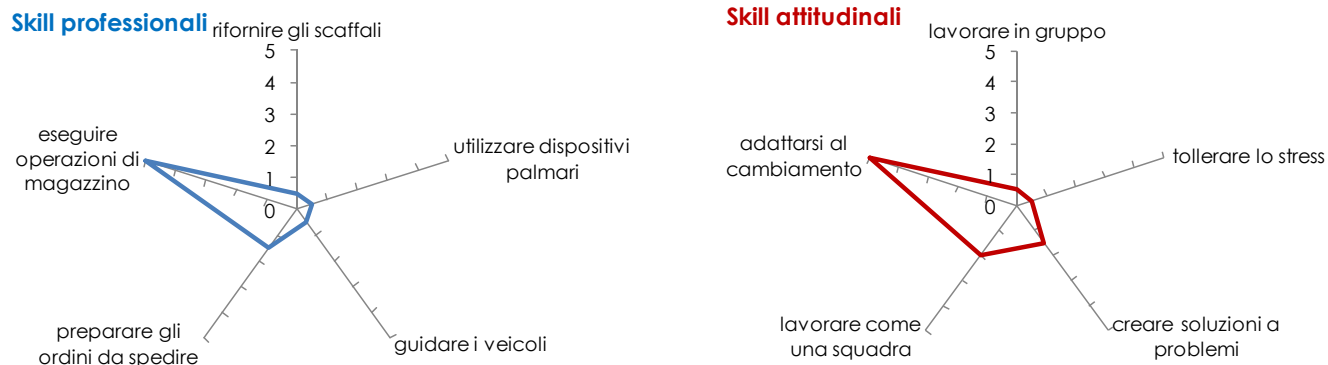 Skill professionali
rifornire gli scaffali
5
4
3
2
1
0
utilizzare dispositivi
palmari
guidare i veicoli
preparare gli
ordini da spedire
eseguire
operazioni di
magazzino
Skill attitudinali
lavorare in gruppo
5
4
3
2
1
0
tollerare lo stress
creare soluzioni a
problemi
lavorare come
una squadra
adattarsi al
cambiamento